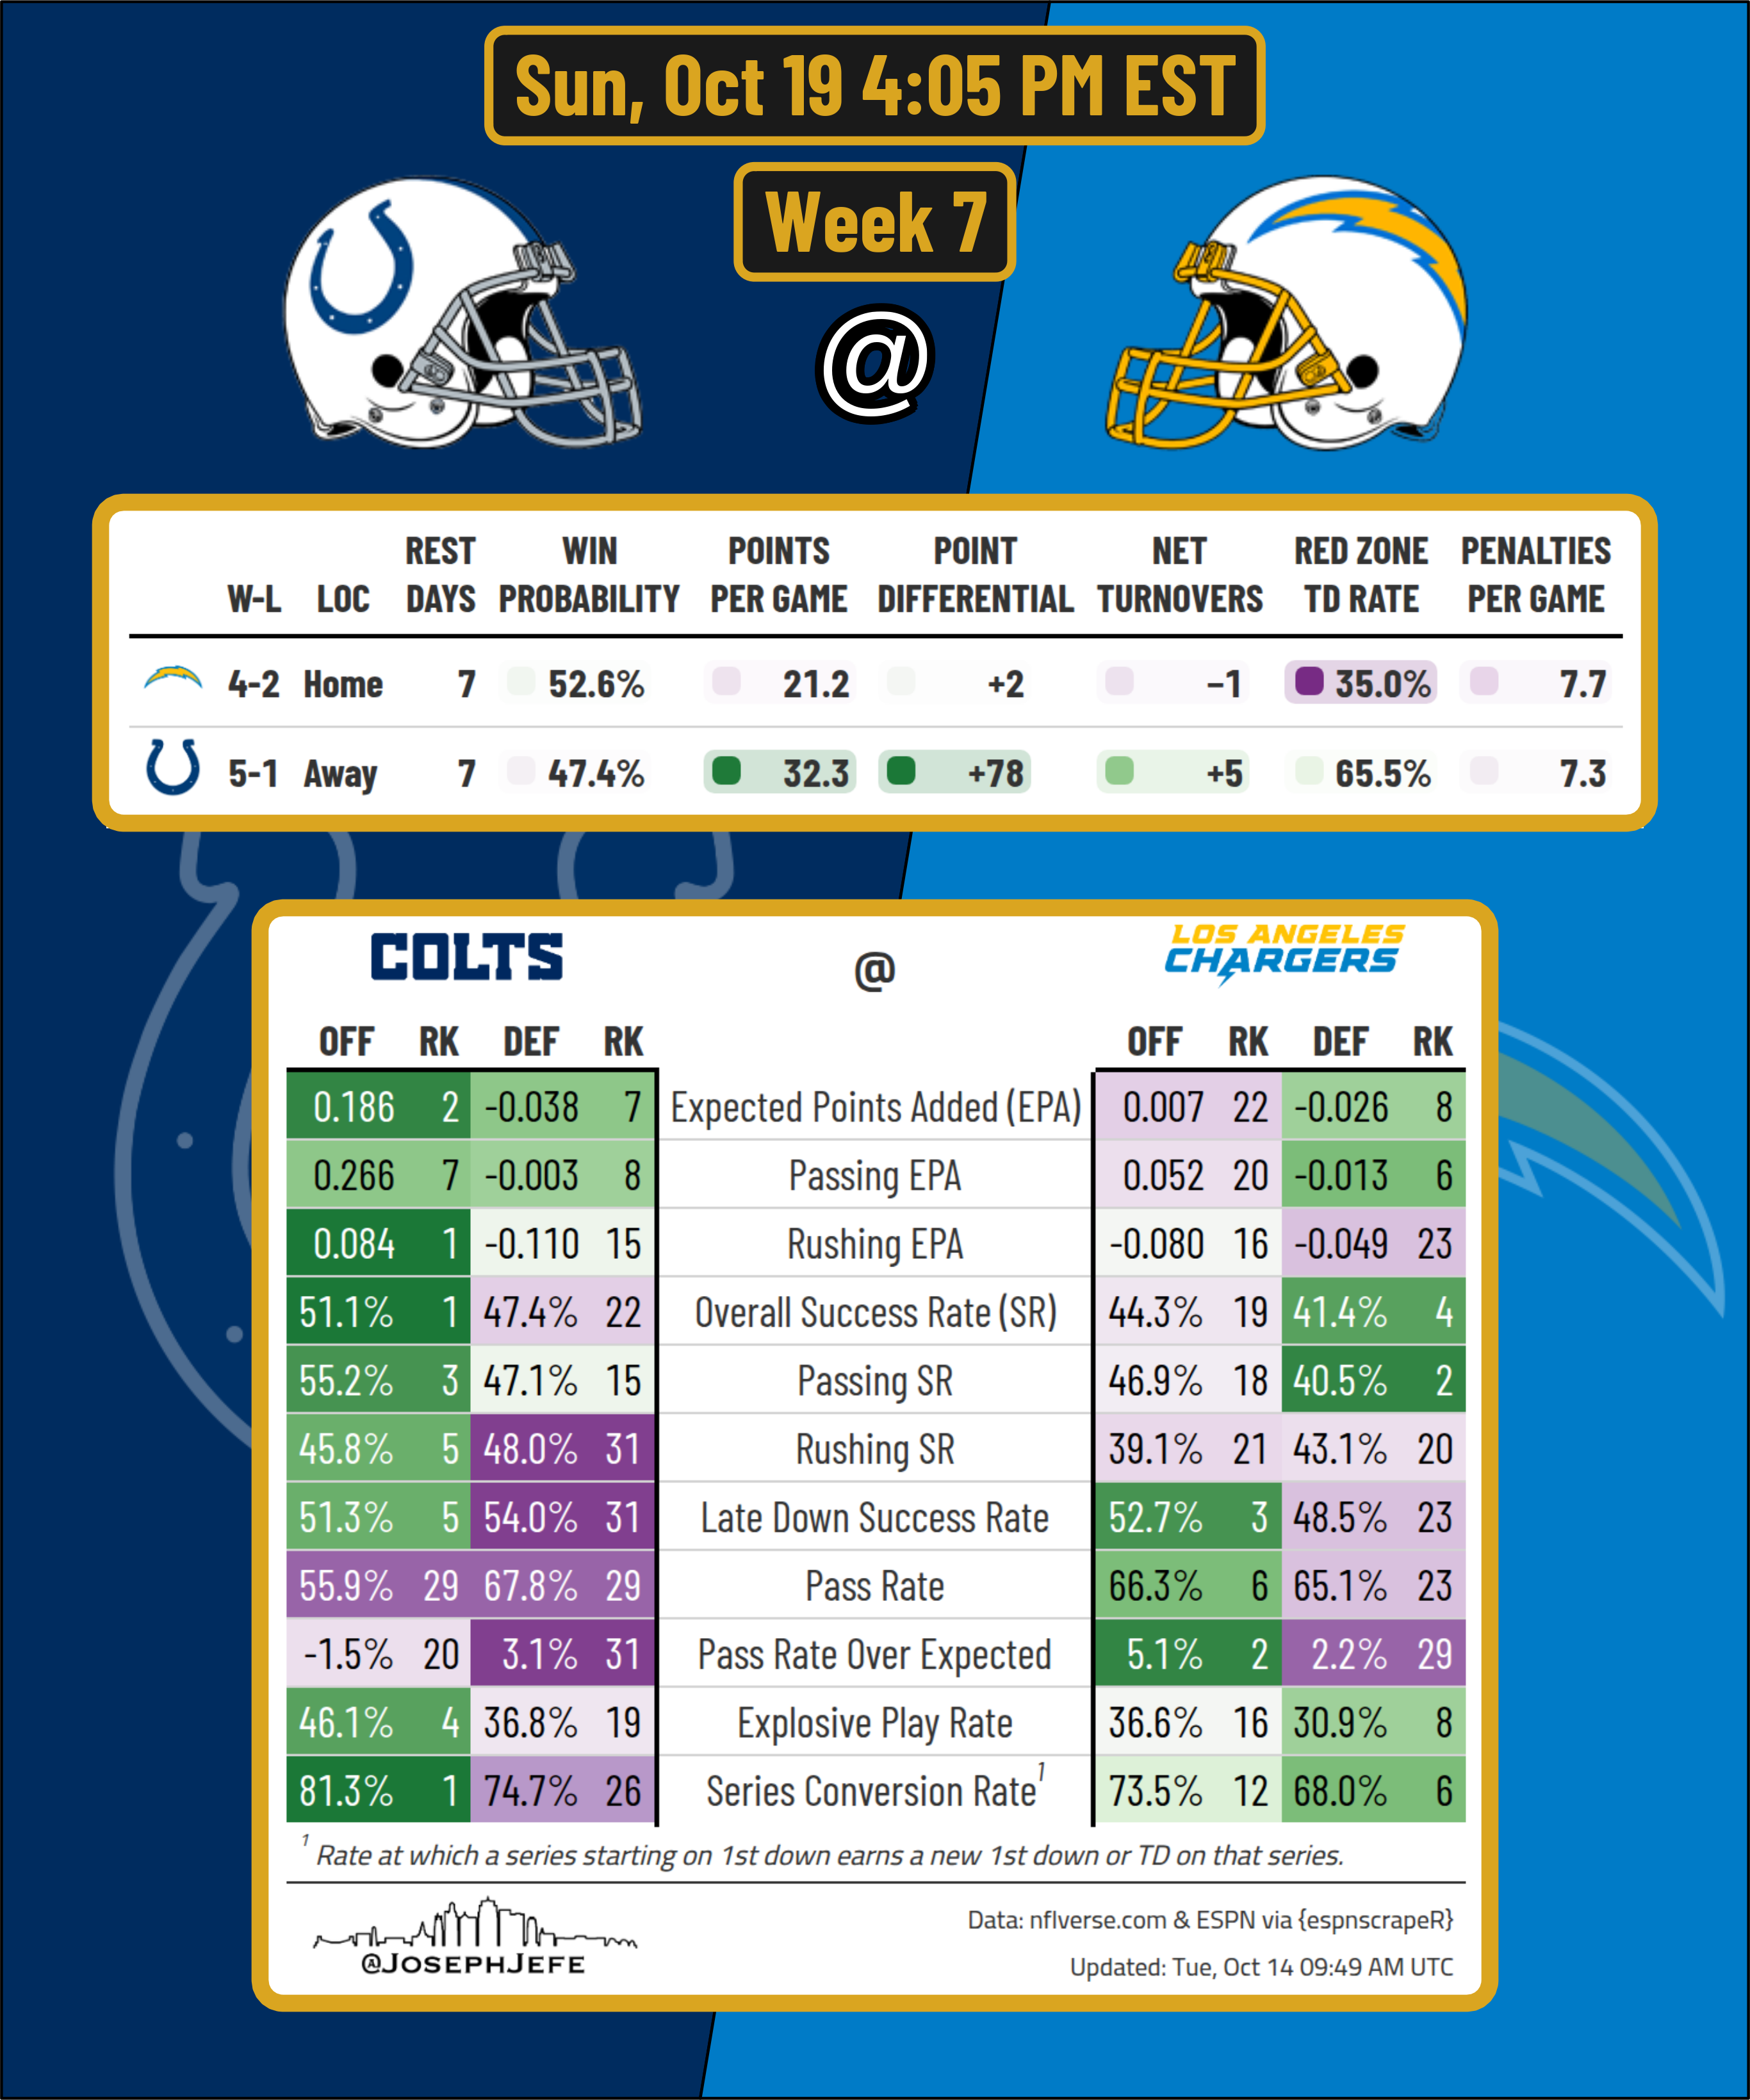 Sun, Oct 19 4:05 PM EST
Week 7
@
W-L LOC REST DAYS WIN PROBABILITY POINTS PER GAME POINT DIFFERENTIAL NET TURNOVERS RED ZONE TD RATE PENALTIES PER GAME
4-2 Home 7 52.6% 21.2 +2 −1 35.0% 7.7
5-1 Away 7 47.4% 32.3 +78 +5 65.5% 7.3
COLTS @ LOS ANGELES CHARGERS
OFF RK DEF RK OFF RK DEF RK
0.186 2 -0.038 7 Expected Points Added (EPA) 0.007 22 -0.026 8
0.266 7 -0.003 8 Passing EPA 0.052 20 -0.013 6
0.084 1 -0.110 15 Rushing EPA -0.080 16 -0.049 23
51.1% 1 47.4% 22 Overall Success Rate (SR) 44.3% 19 41.4% 4
55.2% 3 47.1% 15 Passing SR 46.9% 18 40.5% 2
45.8% 5 48.0% 31 Rushing SR 39.1% 21 43.1% 20
51.3% 5 54.0% 31 Late Down Success Rate 52.7% 3 48.5% 23
55.9% 29 67.8% 29 Pass Rate 66.3% 6 65.1% 23
-1.5% 20 3.1% 31 Pass Rate Over Expected 5.1% 2 2.2% 29
46.1% 4 36.8% 19 Explosive Play Rate 36.6% 16 30.9% 8
81.3% 1 74.7% 26 Series Conversion Rate¹ 73.5% 12 68.0% 6
¹ Rate at which a series starting on 1st down earns a new 1st down or TD on that series.
@JOSEPHJEFE
Data: nflverse.com & ESPN via {espnscrapeR}
Updated: Tue, Oct 14 09:49 AM UTC